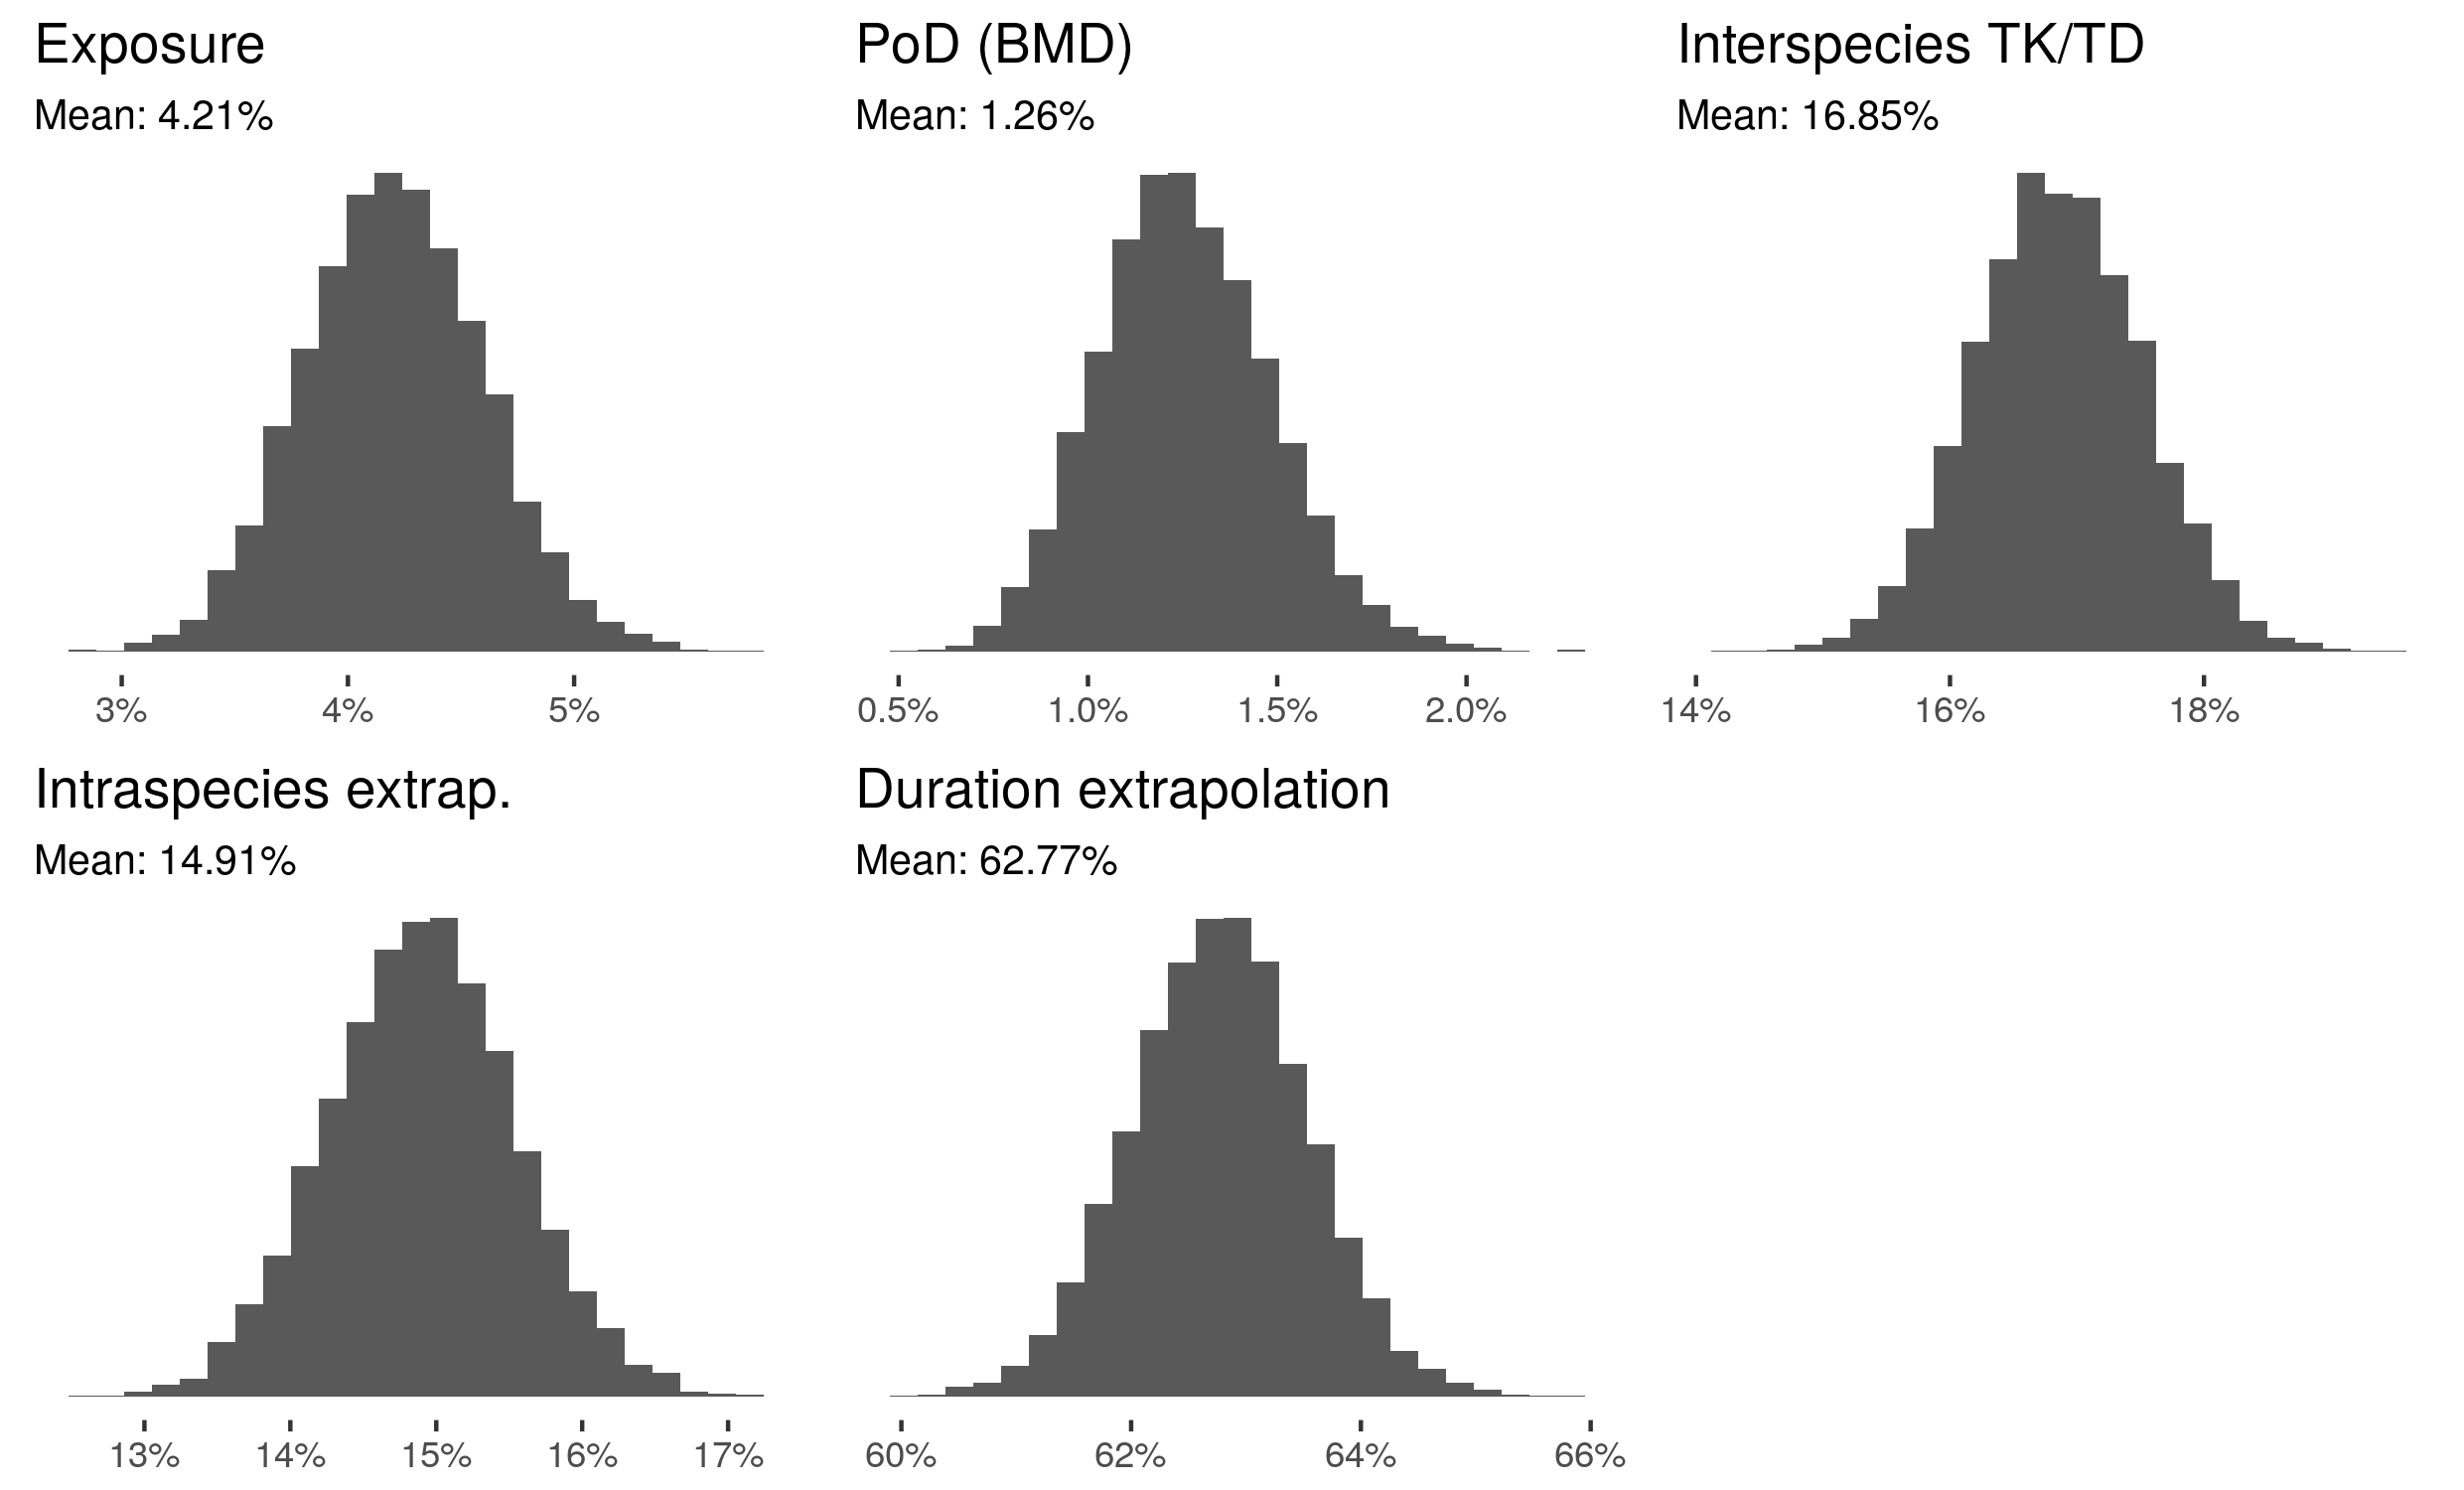 Exposure
Mean: 4.21%
3% 4% 5%
PoD (BMD)
Mean: 1.26%
0.5% 1.0% 1.5% 2.0%
Interspecies TK/TD
Mean: 16.85%
14% 16% 18%
Intraspecies extrap.
Mean: 14.91%
13% 14% 15% 16% 17%
Duration extrapolation
Mean: 62.77%
60% 62% 64% 66%